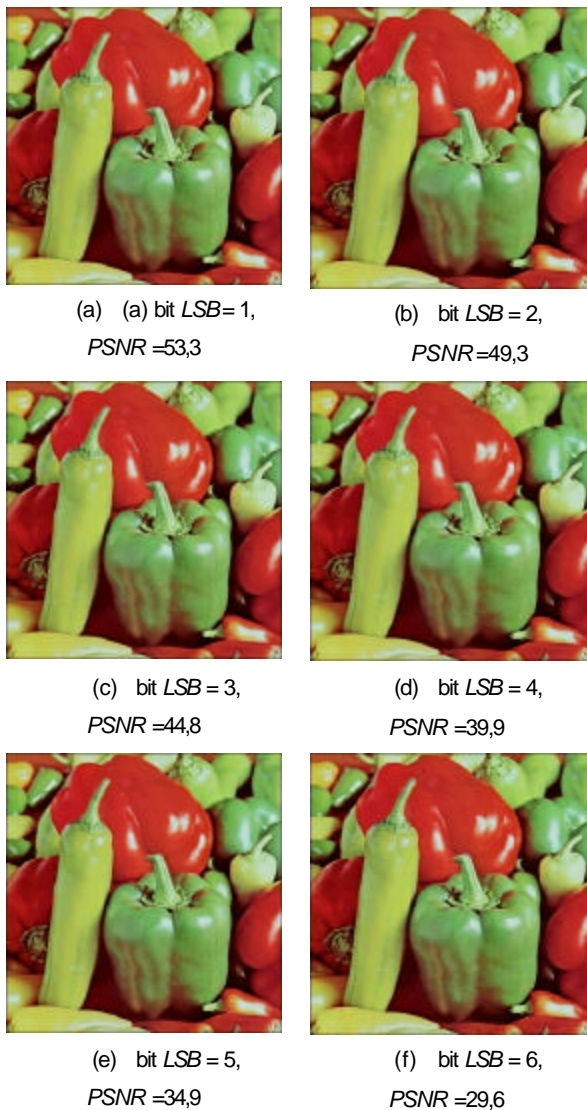 (a) (a) bit LSB= 1,
PSNR =53,3
(b) bit LSB = 2,
PSNR =49,3
(c) bit LSB = 3,
PSNR =44,8
(d) bit LSB = 4,
PSNR =39,9
(e) bit LSB = 5,
PSNR =34,9
(f) bit LSB = 6,
PSNR =29,6